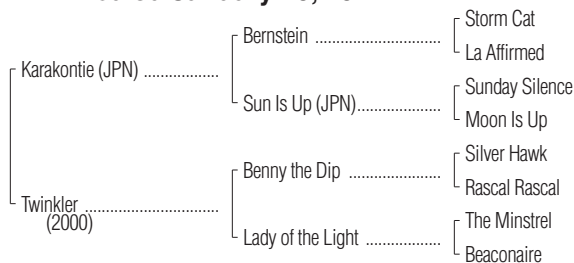 Bernstein ........................
Storm Cat
La Affirmed
Karakontie (JPN) ................
Sun Is Up (JPN)..................
Sunday Silence
Moon Is Up
Benny the Dip ...................
Silver Hawk
Rascal Rascal
Twinkler .............................
(2000)
Lady of the Light ................
The Minstrel
Beaconaire